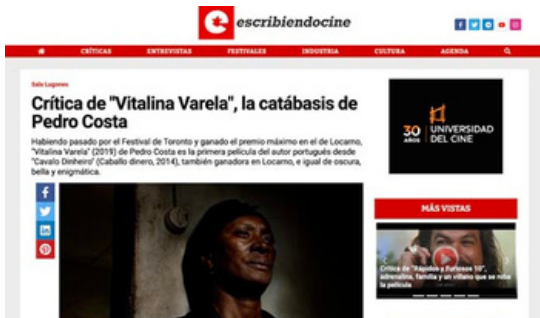 escribiendocine
CRÍTICAS ENTREVISTAS FESTIVALES INDUSTRIA CULTURA AGENDA
Sala Lugones
Crítica de "Vitalina Varela", la catábasis de
Pedro Costa
Habiendo pasado por el Festival de Toronto y ganado el premio máximo en el de Locarno,
"Vitalina Varela" (2019) de Pedro Costa es la primera película del autor portugués desde
"Cavalo Dinheiro" (Caballo dinero, 2014), también ganadora en Locarno, e igual de oscura,
bella y enigmática.
30 AÑOS
UNIVERSIDAD
DEL CINE
MÁS VISTAS
Crítica de "Rápidos y Furiosos 10",
adrenalina, familia y un villano que se roba
la película